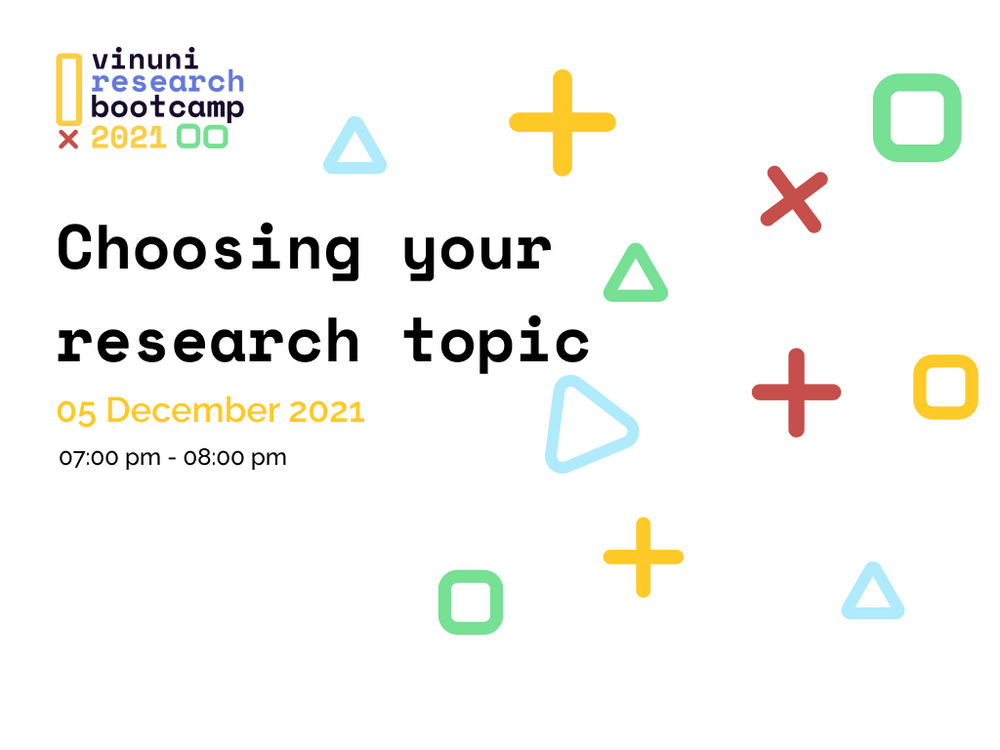 vinuni
research
bootcamp
2021
Choosing your
research topic
05 December 2021
07:00 pm - 08:00 pm